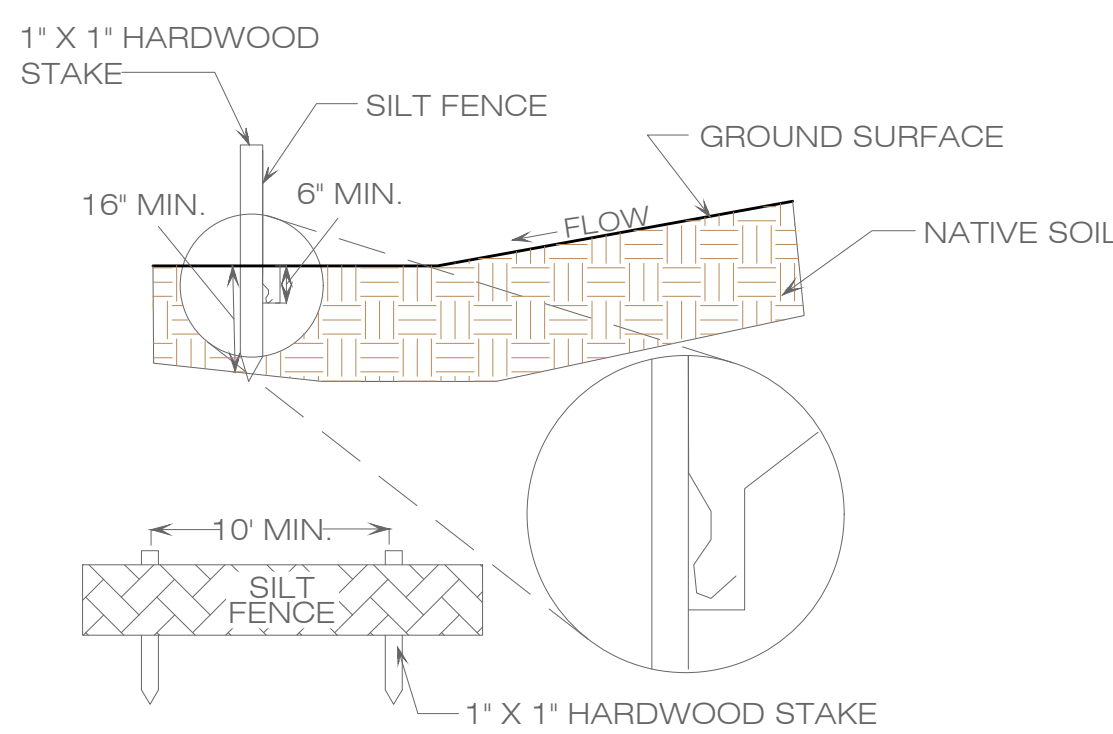 1" X 1" HARDWOOD
STAKE
SILT FENCE
GROUND SURFACE
16" MIN.
6" MIN.
FLOW
NATIVE SOIL
10' MIN.
SILT
FENCE
1" X 1" HARDWOOD STAKE